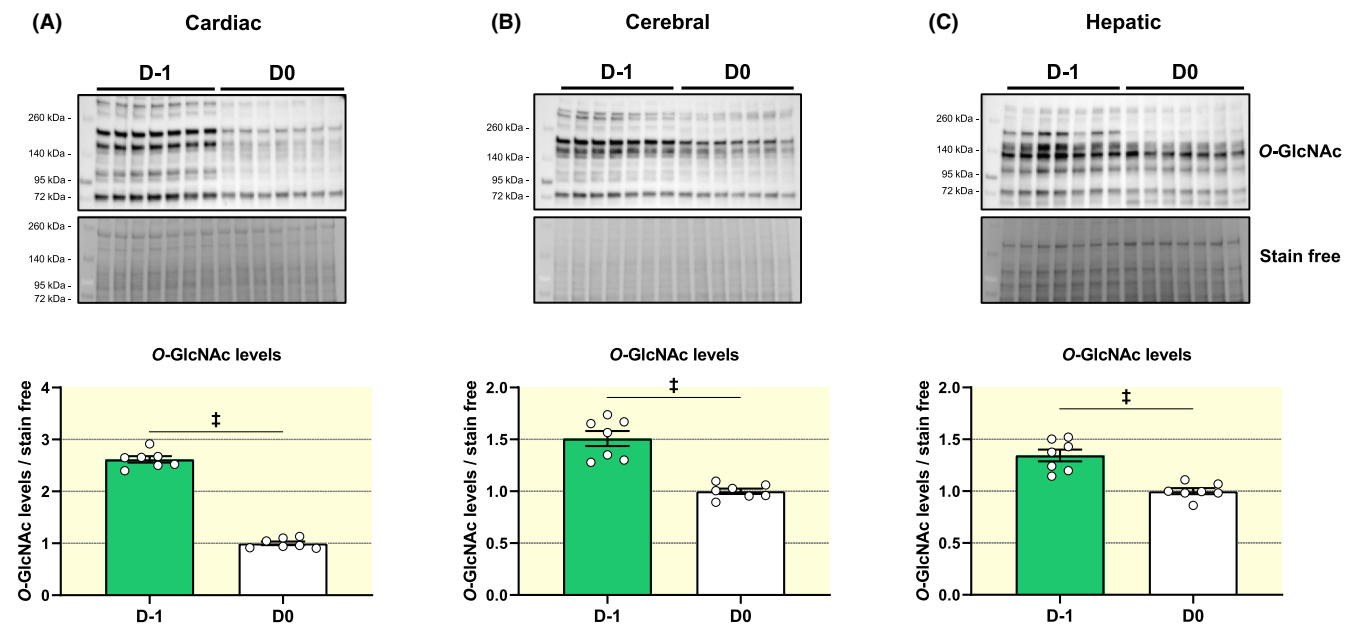 (A) Cardiac
(B) Cerebral
(C) Hepatic
D-1 D0
D-1 D0
D-1 D0
260 kDa -
140 kDa -
95 kDa -
72 kDa -
260 kDa -
140 kDa -
95 kDa -
72 kDa -
260 kDa -
140 kDa -
95 kDa -
72 kDa -
O-GlcNAc
260 kDa -
140 kDa -
95 kDa -
72 kDa -
Stain free
O-GlcNAc levels
O-GlcNAc levels / stain free
4
3
2
1
0
‡
D-1 D0
O-GlcNAc levels
O-GlcNAc levels / stain free
2.0
1.5
1.0
0.5
0.0
‡
D-1 D0
O-GlcNAc levels
O-GlcNAc levels / stain free
2.0
1.5
1.0
0.5
0.0
‡
D-1 D0